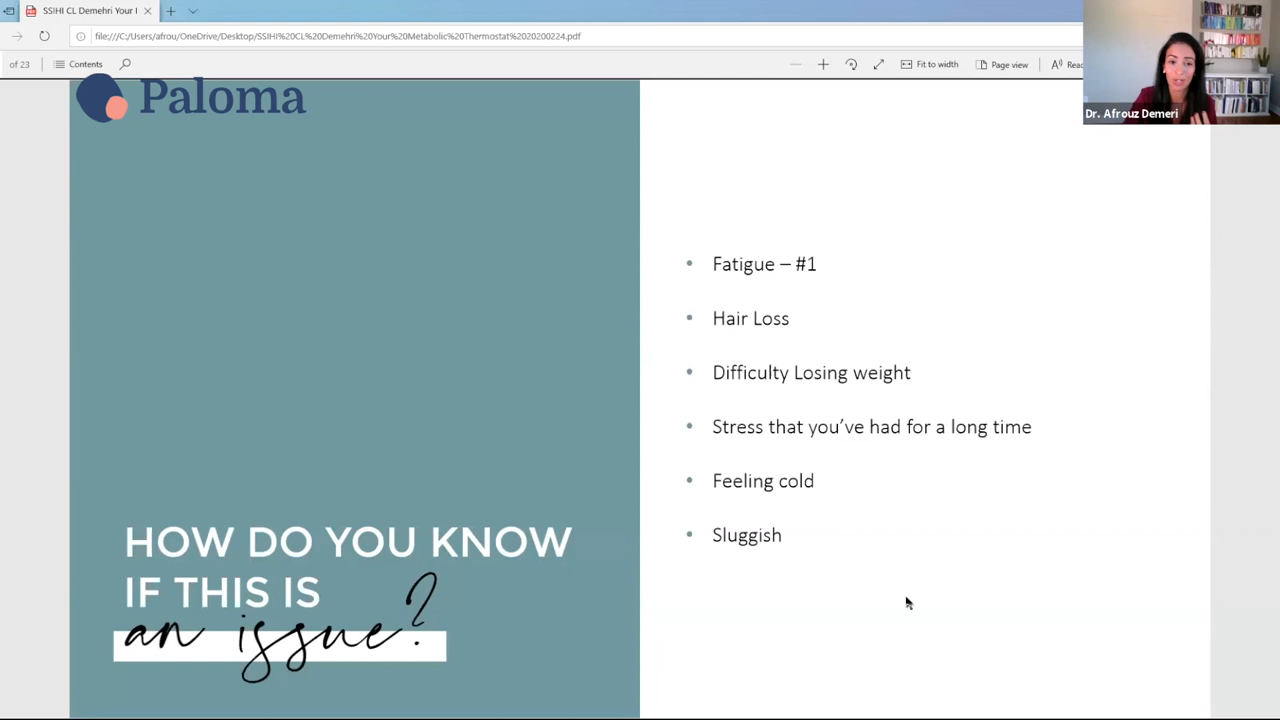 SSIHI CL Demehri Your I
file:///C:/Users/afrou/OneDrive/Desktop/SSIHI%20CL%20Demehri%20Your%20Metabolic%20Thermostat%2020200224.pdf
of 23
Contents
Fit to width
Page view
Rea
Dr. Afrouz Demeri
Paloma
HOW DO YOU KNOW
IF THIS IS
an issue?
• Fatigue – #1
• Hair Loss
• Difficulty Losing weight
• Stress that you’ve had for a long time
• Feeling cold
• Sluggish